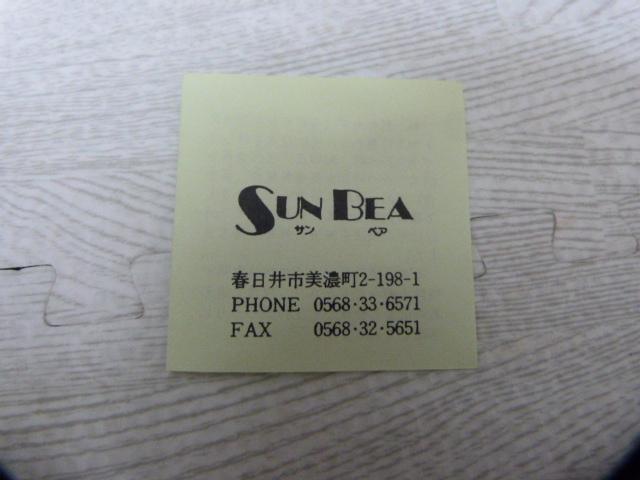 SUN BEA
サン ベア
春日井市美濃町2-198-1
PHONE 0568·33·6571
FAX 0568·32·5651